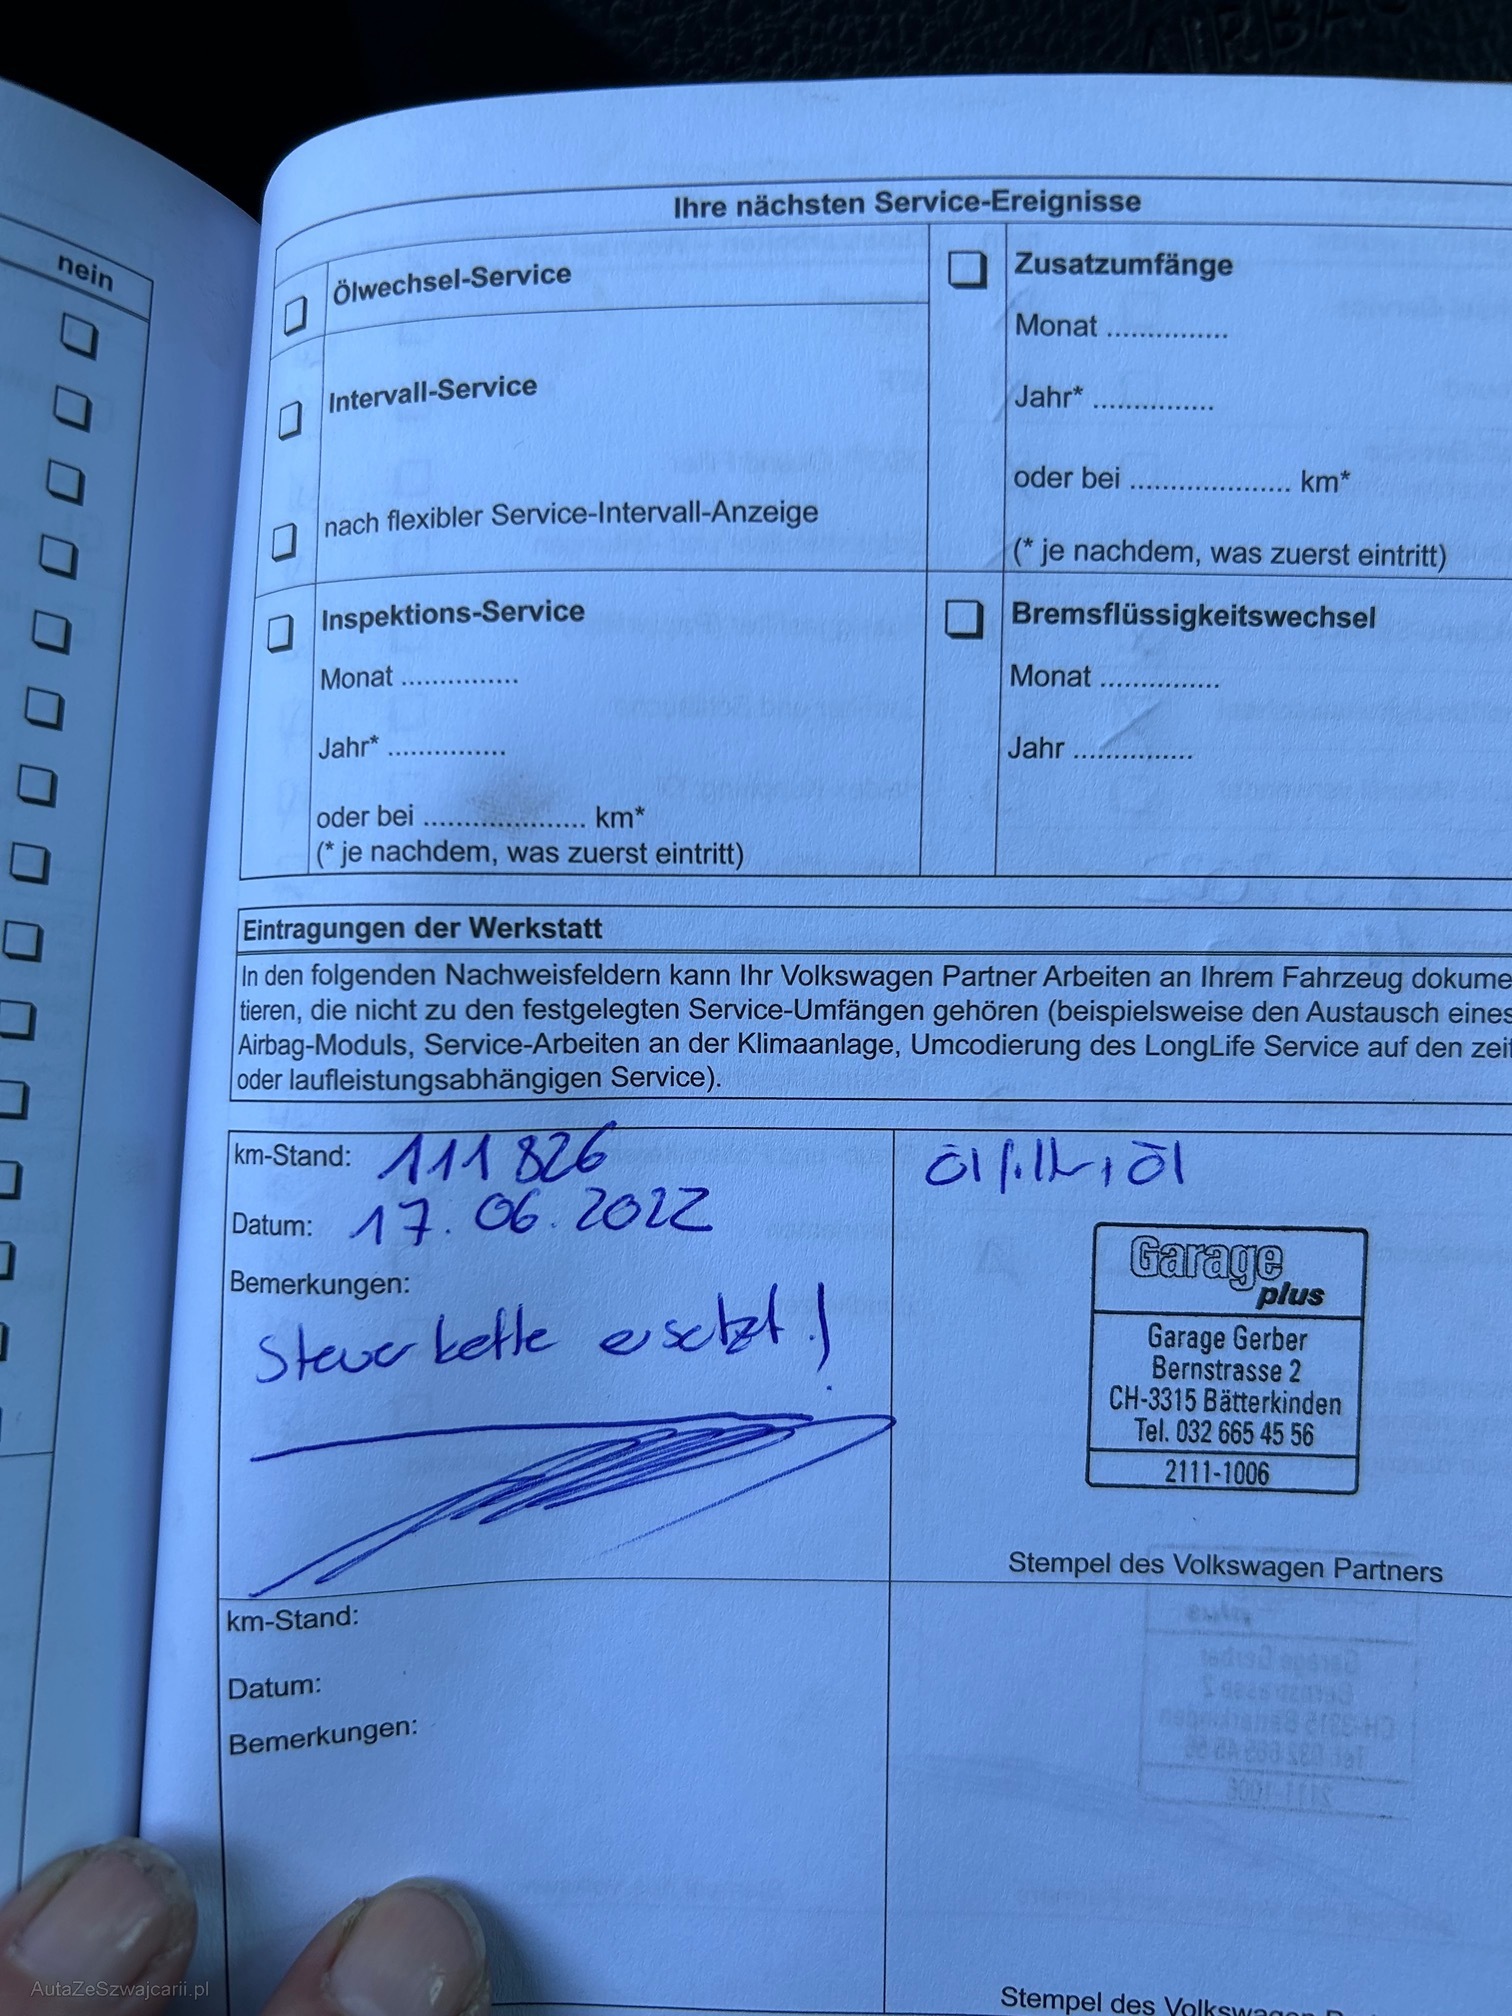 nein
Ihre nächsten Service-Ereignisse
Ölwechsel-Service
Intervall-Service
nach flexibler Service-Intervall-Anzeige
Zusatzumfänge
Monat ...............
Jahr* ...............
oder bei .................... km*
(* je nachdem, was zuerst eintritt)
Inspektions-Service
Monat ...............
Jahr* ...............
oder bei .................... km*
(* je nachdem, was zuerst eintritt)
Bremsflüssigkeitswechsel
Monat ...............
Jahr ...............
Eintragungen der Werkstatt
In den folgenden Nachweisfeldern kann Ihr Volkswagen Partner Arbeiten an Ihrem Fahrzeug dokume
tieren, die nicht zu den festgelegten Service-Umfängen gehören (beispielsweise den Austausch eines
Airbag-Moduls, Service-Arbeiten an der Klimaanlage, Umcodierung des LongLife Service auf den zeit
oder laufleistungsabhängigen Service).
km-Stand: 111 826
Datum: 17.06.2022
Bemerkungen:
Steuerkette ersetzt!
Garage
plus
Garage Gerber
Bernstrasse 2
CH-3315 Bätterkinden
Tel. 032 665 45 56
2111-1006
Stempel des Volkswagen Partners
km-Stand:
Datum:
Bemerkungen:
Stempel des Volkswagen
AutaZeSzwajcarii.pl